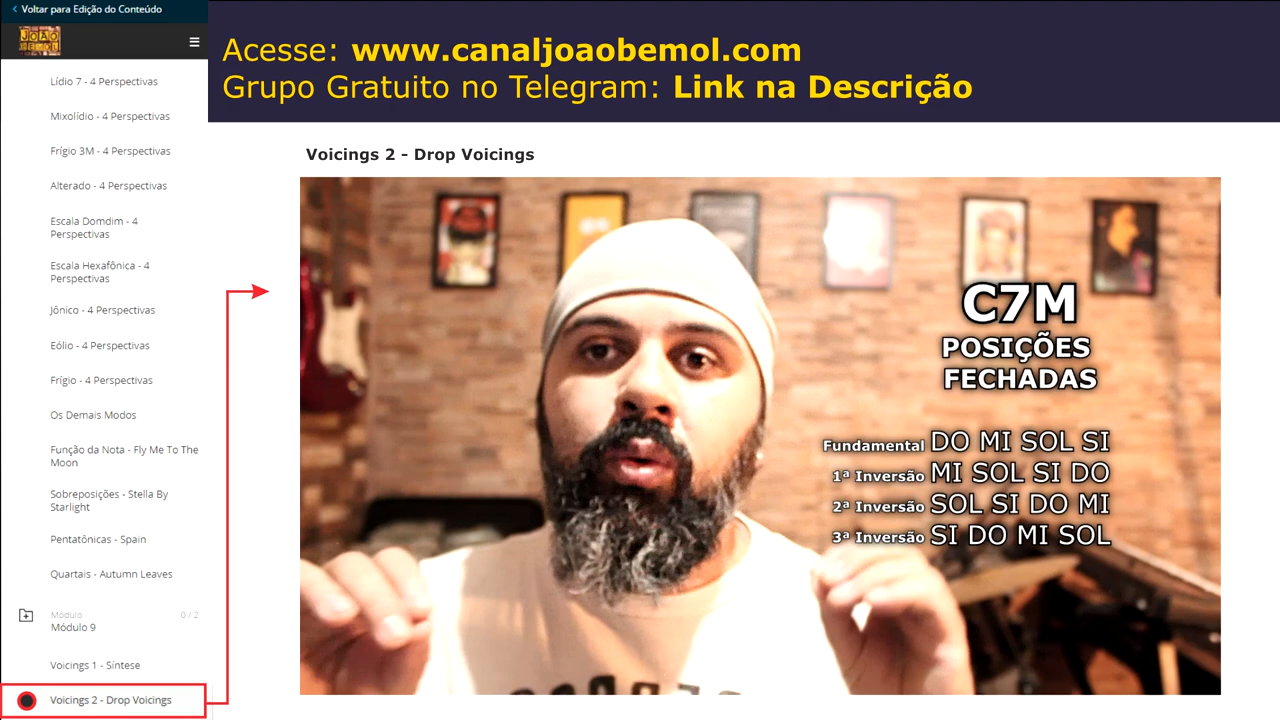 Voltar para Edição do Conteúdo
JOÃO
BEMOL
Acesse: www.canaljoaobemol.com
Grupo Gratuito no Telegram: Link na Descrição
Lídio 7 - 4 Perspectivas
Mixolídio - 4 Perspectivas
Frígio 3M - 4 Perspectivas
Alterado - 4 Perspectivas
Escala Domdim - 4
Perspectivas
Escala Hexafônica - 4
Perspectivas
Jônico - 4 Perspectivas
Eólio - 4 Perspectivas
Frígio - 4 Perspectivas
Os Demais Modos
Função da Nota - Fly Me To The
Moon
Sobreposições - Stella By
Starlight
Pentatônicas - Spain
Quartais - Autumn Leaves
Módulo 0 / 2
Módulo 9
Voicings 1 - Síntese
Voicings 2 - Drop Voicings
Voicings 2 - Drop Voicings
C7M
POSIÇÕES
FECHADAS
Fundamental DO MI SOL SI
1ª Inversão MI SOL SI DO
2ª Inversão SOL SI DO MI
3ª Inversão SI DO MI SOL